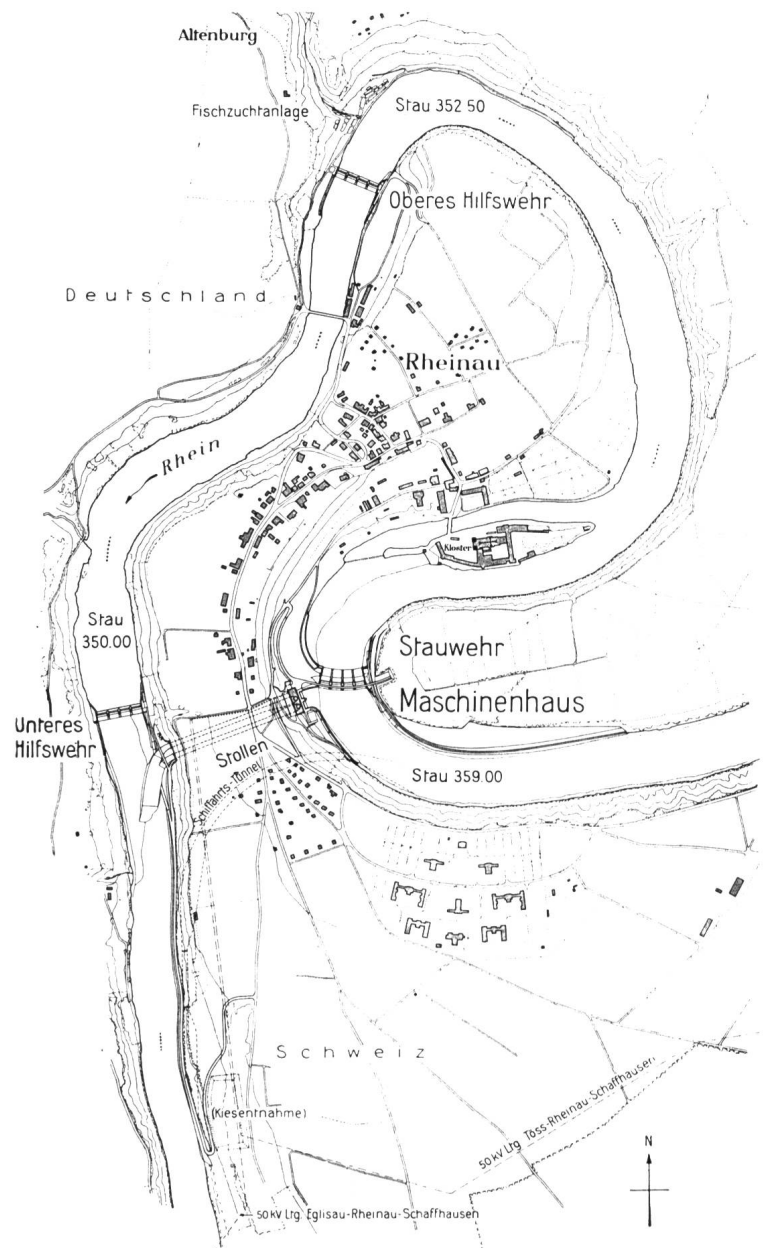 Altenburg
Fischzuchtanlage
Stau 352 50
Oberes Hilfswehr
Deutschland
Rheinau
Rhein
Kloster
Stau
350.00
Stauwehr
Maschinenhaus
Unteres
Hilfswehr
Stollen
Schiffahrts-Tunnel
Stau 359.00
Schweiz
(Kiesentnahme)
50 kV Ltg. Töss-Rheinau-Schaffhausen
N
50 kV Ltg. Eglisau-Rheinau-Schaffhausen